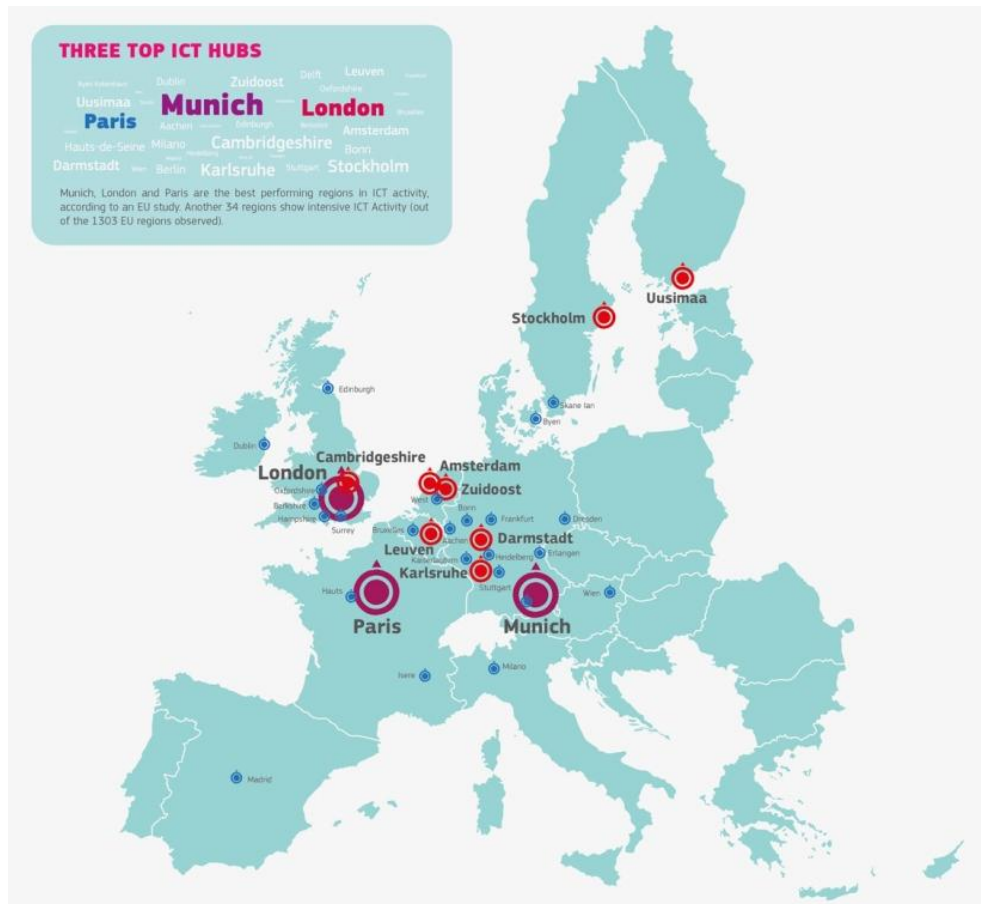 THREE TOP ICT HUBS
Dublin Zuidoost Delft Leuven
Oxfordshire
Uusimaa Munich London
Paris Aachen Edinburgh Amsterdam
Hauts-de-Seine Milano Cambridgeshire Bonn
Heidelberg
Darmstadt Wien Berlin Karlsruhe Stuttgart Stockholm
Munich, London and Paris are the best performing regions in ICT activity,
according to an EU study. Another 34 regions show intensive ICT Activity (out
of the 1303 EU regions observed).
Uusimaa
Stockholm
Edinburgh
Skane lan
Byen
Dublin
Cambridgeshire
Amsterdam
London
Oxfordshire
Zuidoost
West
Berkshire
Bonn
Hampshire
Frankfurt
Dresden
Surrey
Aachen
Darmstadt
Leuven
Heidelberg
Erlangen
Karlsruhe
Stuttgart
Hauts
Wien
Paris
Munich
Milano
Isere
Madrid